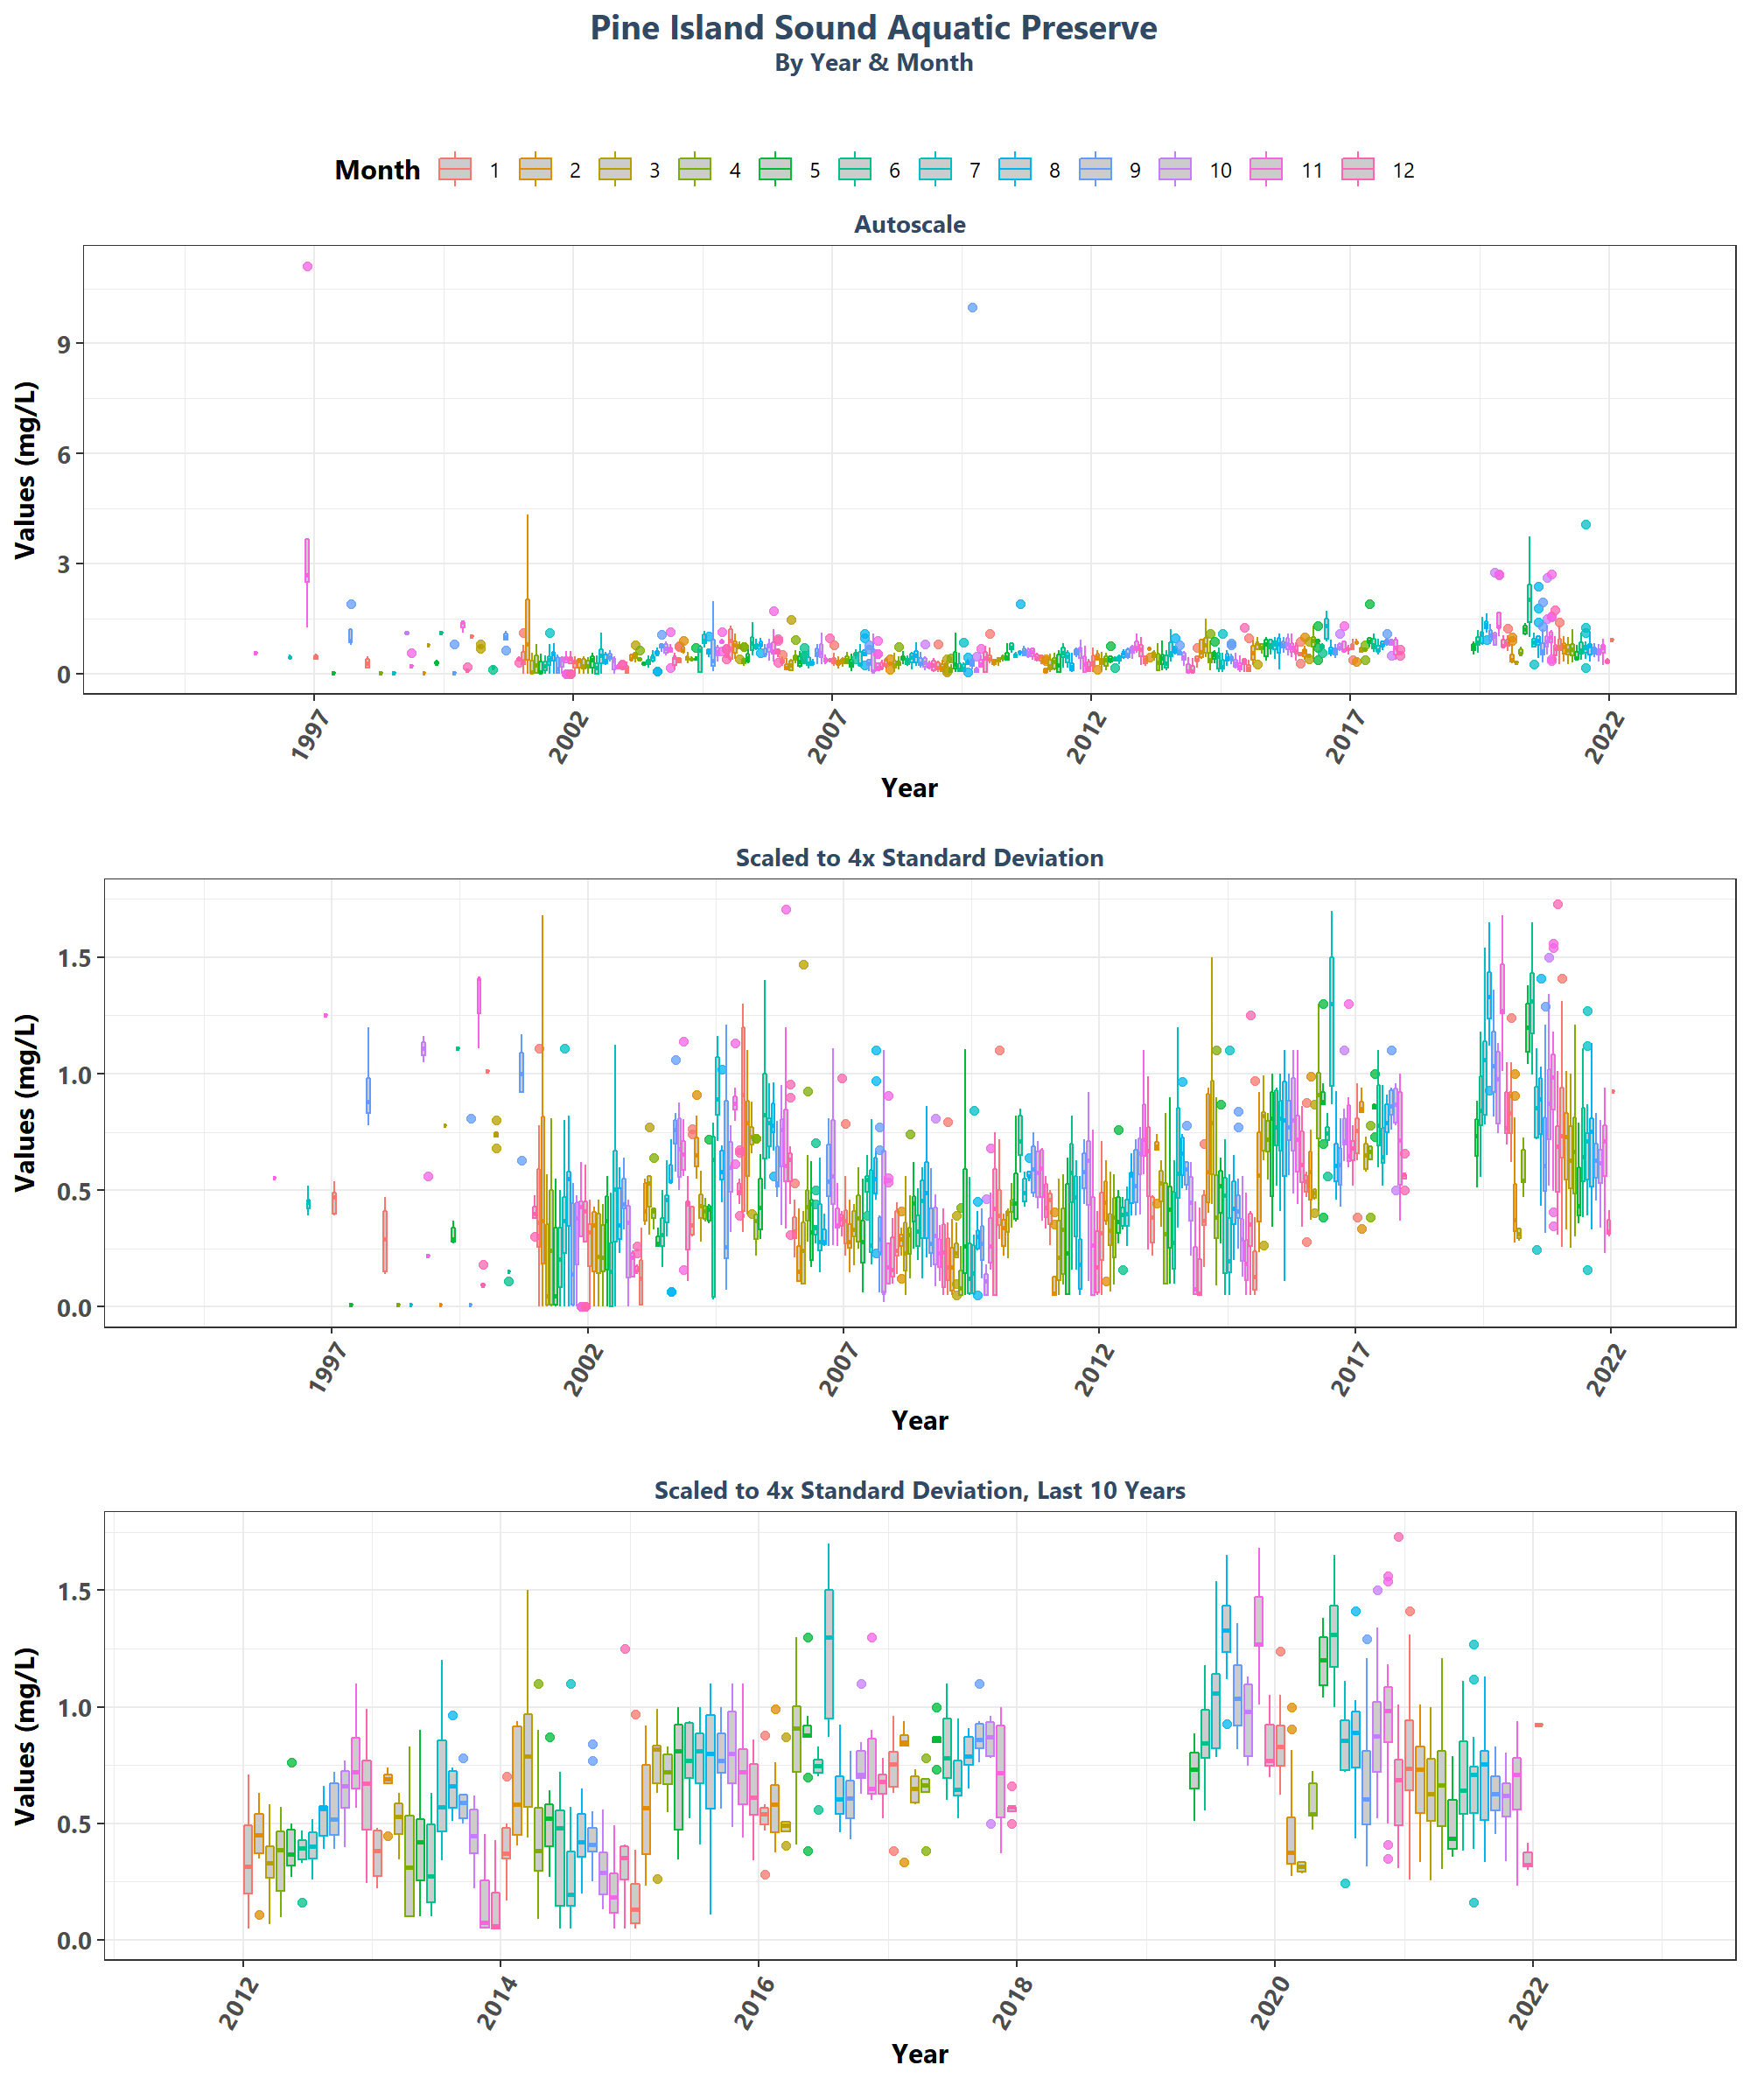 Pine Island Sound Aquatic Preserve
By Year & Month
Month 1 2 3 4 5 6 7 8 9 10 11 12
Autoscale
Values (mg/L)
9
6
3
0
1997 2002 2007 2012 2017 2022
Year
Scaled to 4x Standard Deviation
Values (mg/L)
1.5
1.0
0.5
0.0
1997 2002 2007 2012 2017 2022
Year
Scaled to 4x Standard Deviation, Last 10 Years
Values (mg/L)
1.5
1.0
0.5
0.0
2012 2014 2016 2018 2020 2022
Year